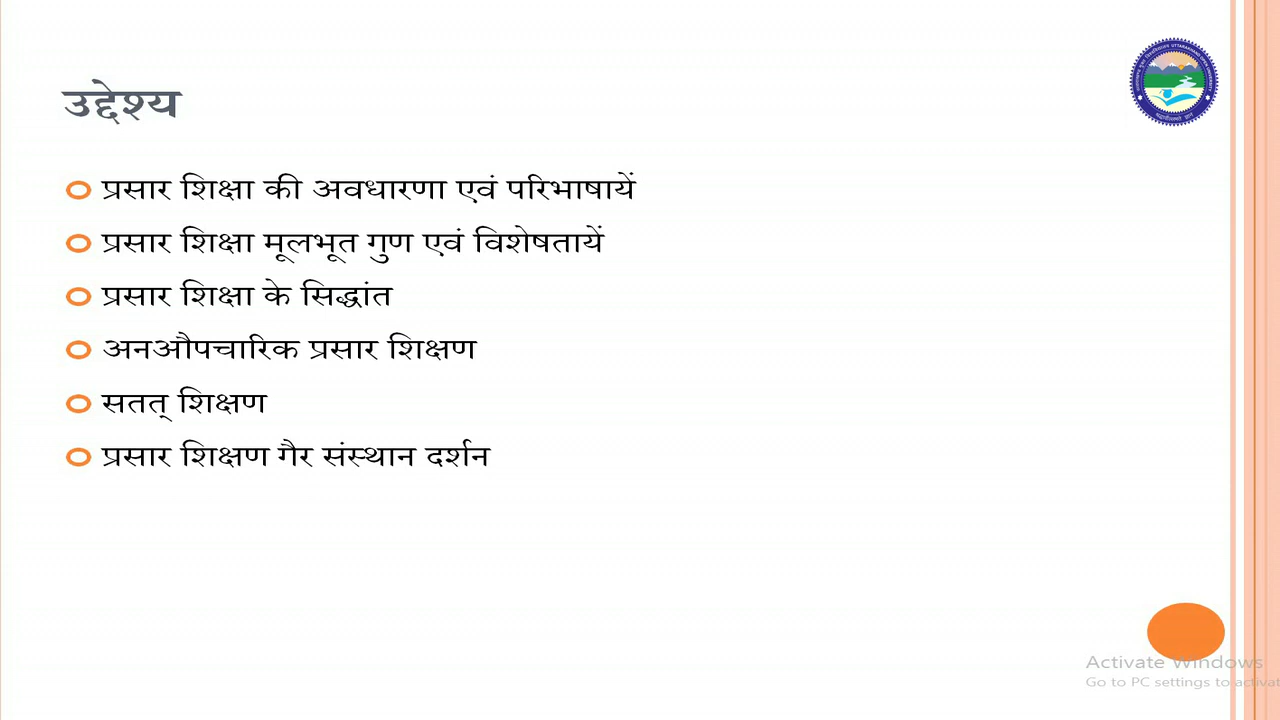 उद्देश्य
प्रसार शिक्षा की अवधारणा एवं परिभाषायें
प्रसार शिक्षा मूलभूत गुण एवं विशेषतायें
प्रसार शिक्षा के सिद्धांत
अनऔपचारिक प्रसार शिक्षण
सतत् शिक्षण
प्रसार शिक्षण गैर संस्थान दर्शन
Activate Windows
Go to PC settings to activat